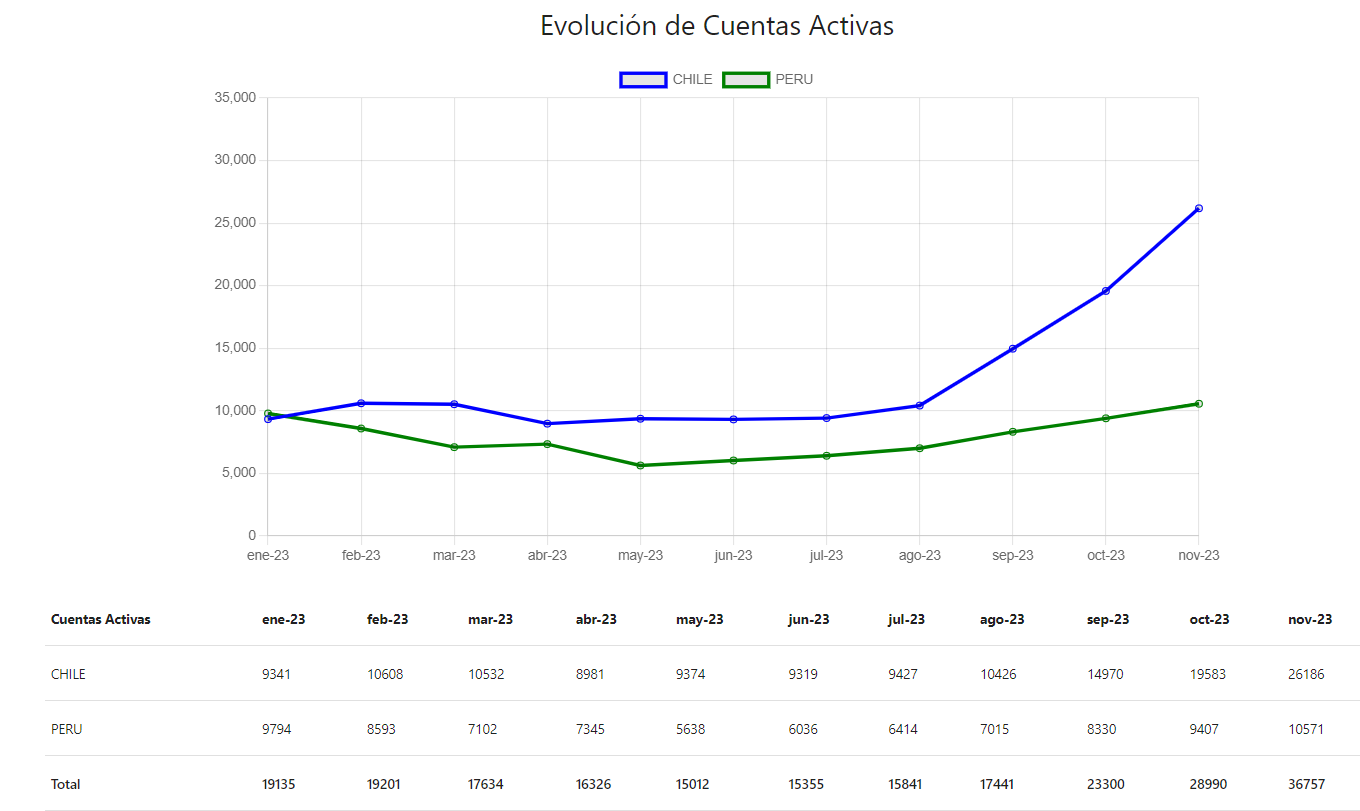 Evolución de Cuentas Activas
CHILE PERU
35,000
30,000
25,000
20,000
15,000
10,000
5,000
0
ene-23 feb-23 mar-23 abr-23 may-23 jun-23 jul-23 ago-23 sep-23 oct-23 nov-23
Cuentas Activas ene-23 feb-23 mar-23 abr-23 may-23 jun-23 jul-23 ago-23 sep-23 oct-23 nov-23
CHILE 9341 10608 10532 8981 9374 9319 9427 10426 14970 19583 26186
PERU 9794 8593 7102 7345 5638 6036 6414 7015 8330 9407 10571
Total 19135 19201 17634 16326 15012 15355 15841 17441 23300 28990 36757